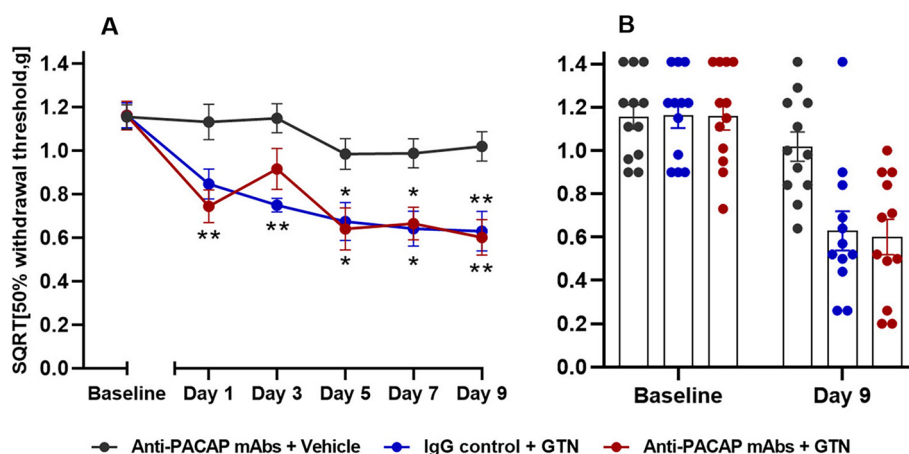 A
SQRT[50% withdrawal threshold,g]
1.4
1.2
1.0
0.8
0.6
0.4
0.2
0.0
* * **
** ** * * **
Baseline Day 1 Day 3 Day 5 Day 7 Day 9
B
1.4
1.2
1.0
0.8
0.6
0.4
0.2
0.0
Baseline Day 9
Anti-PACAP mAbs + Vehicle IgG control + GTN Anti-PACAP mAbs + GTN